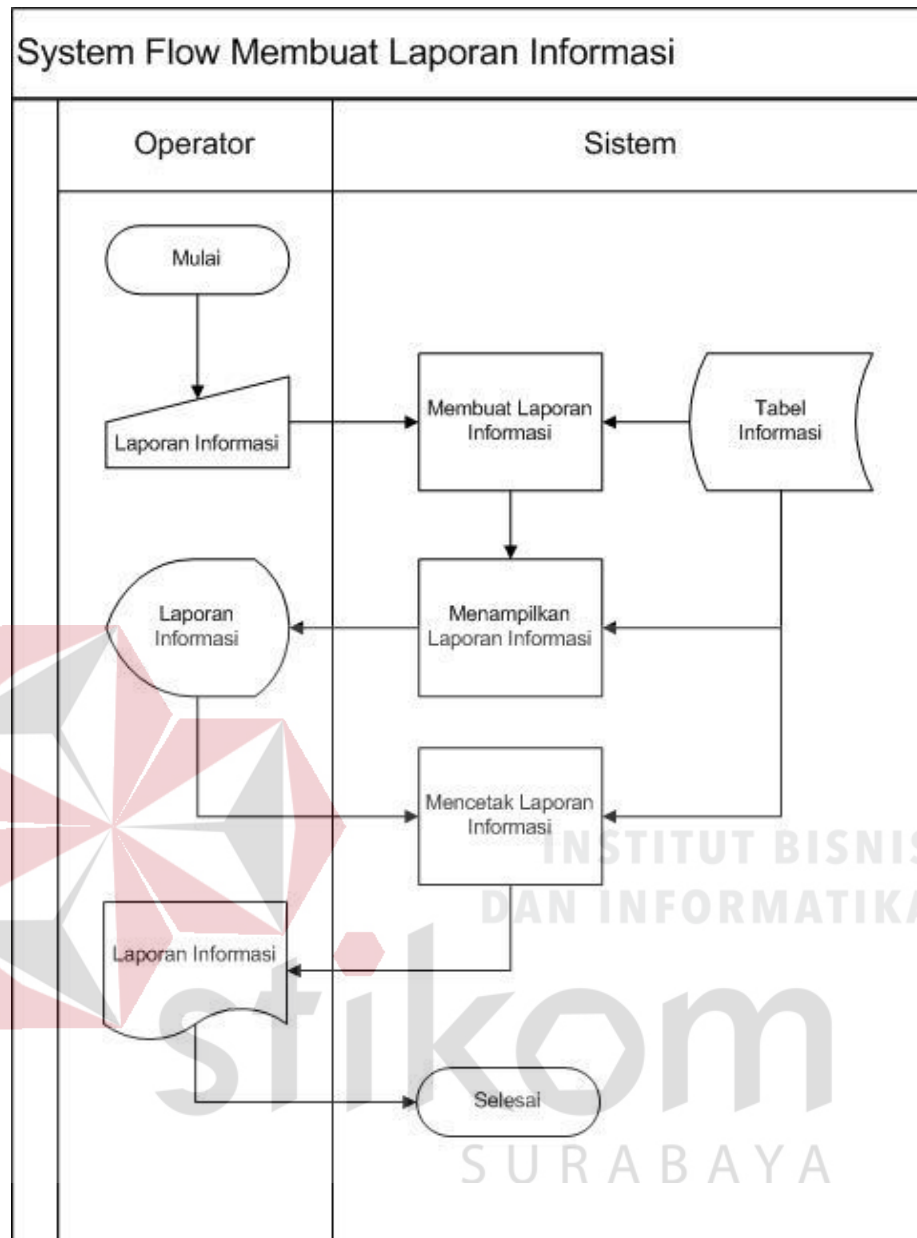 System Flow Membuat Laporan Informasi
Operator
Sistem
Mulai
Laporan Informasi
Membuat Laporan
Informasi
Tabel
Informasi
Laporan
Informasi
Menampilkan
Laporan Informasi
Mencetak Laporan
Informasi
INSTITUT BISNIS
DAN INFORMATIKA
Laporan Informasi
stikom
Selesai
SURABAYA